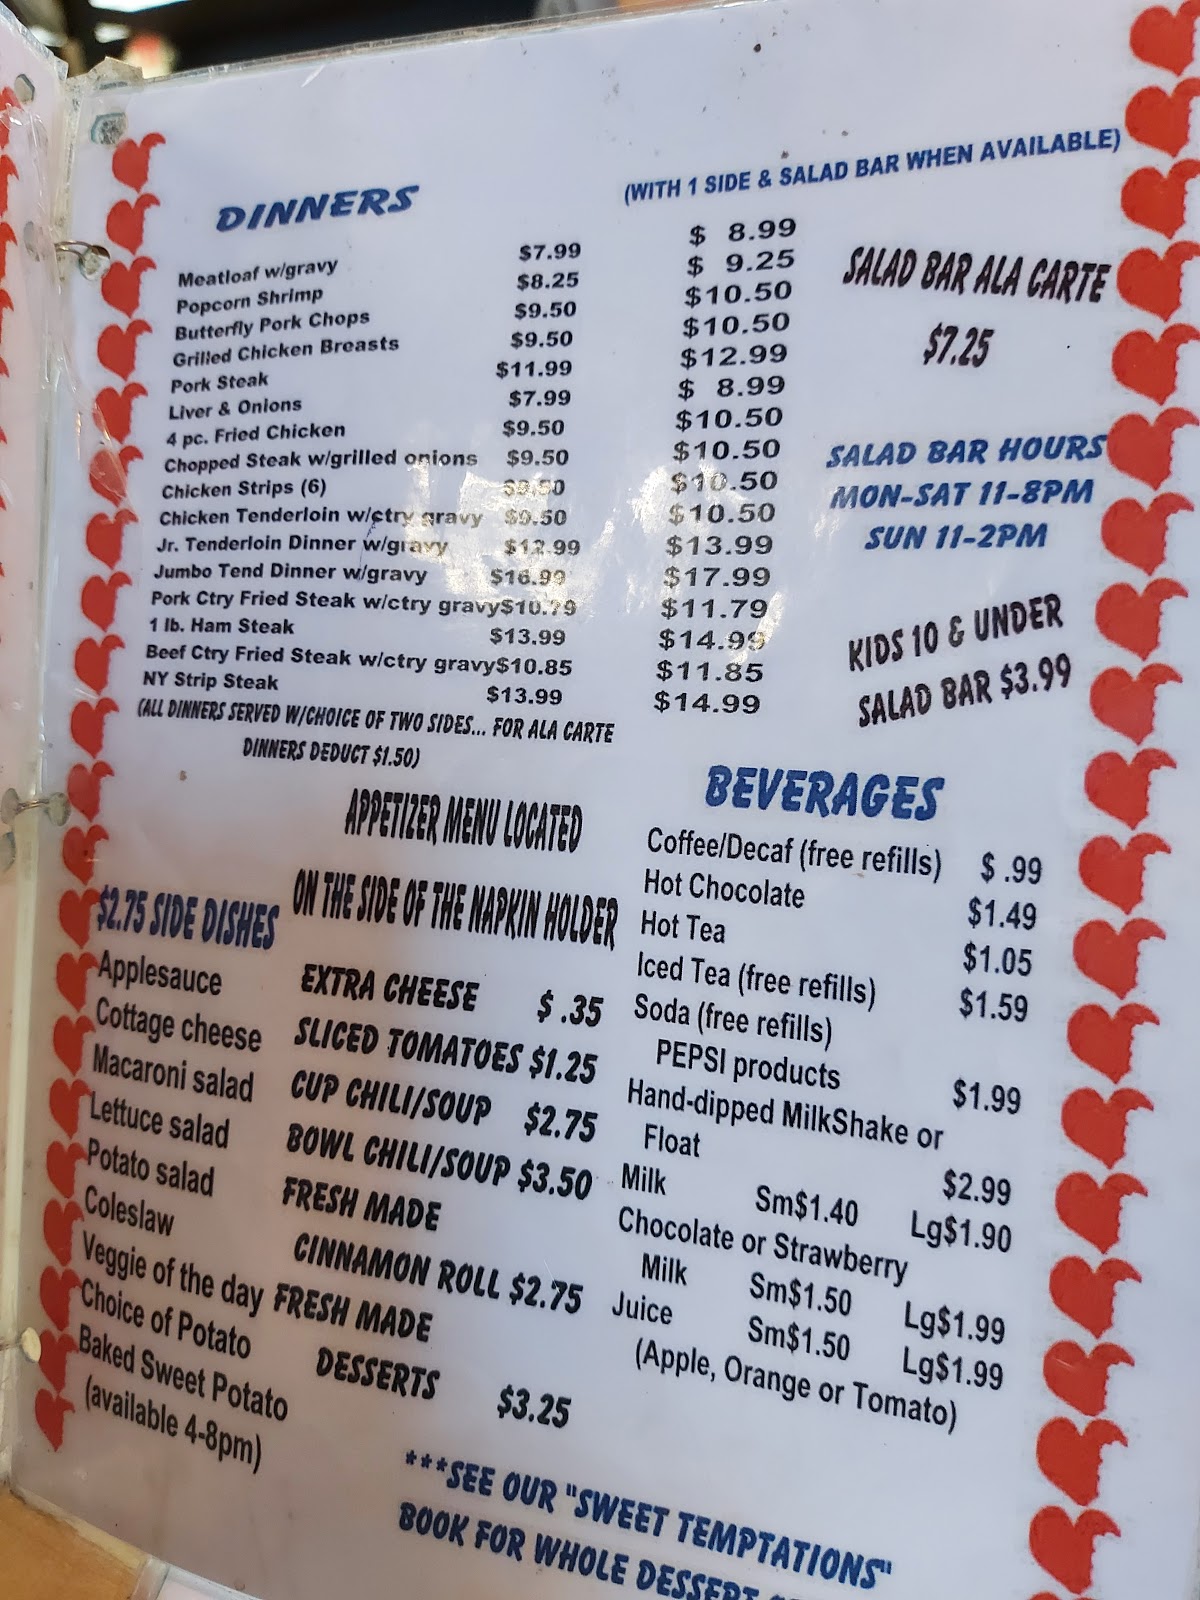 DINNERS (WITH 1 SIDE & SALAD BAR WHEN AVAILABLE)
Meatloaf w/gravy $7.99 $ 8.99
Popcorn Shrimp $8.25 $ 9.25
Butterfly Pork Chops $9.50 $10.50
Grilled Chicken Breasts $9.50 $10.50
Pork Steak $11.99 $12.99
Liver & Onions $7.99 $ 8.99
4 pc. Fried Chicken $9.50 $10.50
Chopped Steak w/grilled onions $9.50 $10.50
Chicken Strips (6) $9.50 $10.50
Chicken Tenderloin w/ctry gravy $9.50 $10.50
Jr. Tenderloin Dinner w/gravy $12.99 $13.99
Jumbo Tend Dinner w/gravy $16.99 $17.99
Pork Ctry Fried Steak w/ctry gravy$10.79 $11.79
1 lb. Ham Steak $13.99 $14.99
Beef Ctry Fried Steak w/ctry gravy$10.85 $11.85
NY Strip Steak $13.99 $14.99
(ALL DINNERS SERVED W/CHOICE OF TWO SIDES... FOR ALA CARTE
DINNERS DEDUCT $1.50)
SALAD BAR ALA CARTE
$7.25
SALAD BAR HOURS
MON-SAT 11-8PM
SUN 11-2PM
KIDS 10 & UNDER
SALAD BAR $3.99
APPETIZER MENU LOCATED
ON THE SIDE OF THE NAPKIN HOLDER
$2.75 SIDE DISHES
Applesauce
Cottage cheese
Macaroni salad
Lettuce salad
Potato salad
Coleslaw
Veggie of the day
Choice of Potato
Baked Sweet Potato
(available 4-8pm)
EXTRA CHEESE $ .35
SLICED TOMATOES $1.25
CUP CHILI/SOUP $2.75
BOWL CHILI/SOUP $3.50
FRESH MADE
CINNAMON ROLL $2.75
FRESH MADE
DESSERTS $3.25
BEVERAGES
Coffee/Decaf (free refills) $ .99
Hot Chocolate $1.49
Hot Tea $1.05
Iced Tea (free refills) $1.59
Soda (free refills)
PEPSI products $1.99
Hand-dipped MilkShake or
Float $2.99
Milk Sm$1.40 Lg$1.90
Chocolate or Strawberry
Milk Sm$1.50 Lg$1.99
Juice Sm$1.50 Lg$1.99
(Apple, Orange or Tomato)
***SEE OUR "SWEET TEMPTATIONS"
BOOK FOR WHOLE DESSERT